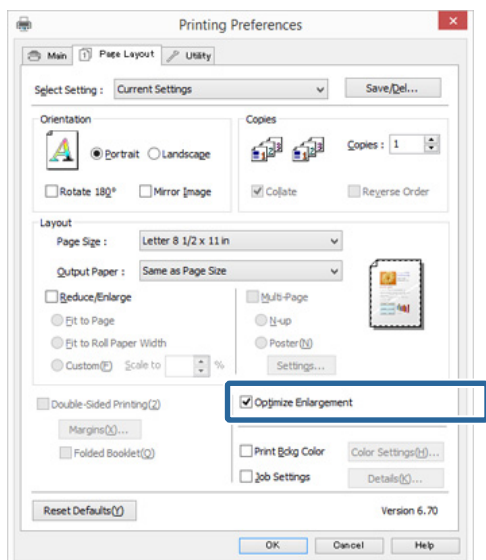 Printing Preferences
Main
Page Layout
Utility
Select Setting :
Current Settings
Save/Del...
Orientation
Portrait
Landscape
Rotate 180°
Mirror Image
Copies
Copies :
1
Collate
Reverse Order
Layout
Page Size :
Letter 8 1/2 x 11 in
Output Paper :
Same as Page Size
Reduce/Enlarge
Fit to Page
Fit to Roll Paper Width
Custom(F)
Scale to
%
Multi-Page
N-up
Poster(N)
Settings...
Double-Sided Printing(2)
Margins(X)...
Folded Booklet(O)
Optimize Enlargement
Print Bckg Color
Color Settings(H)...
Job Settings
Details(K)...
Reset Defaults(Y)
Version 6.70
OK
Cancel
Help